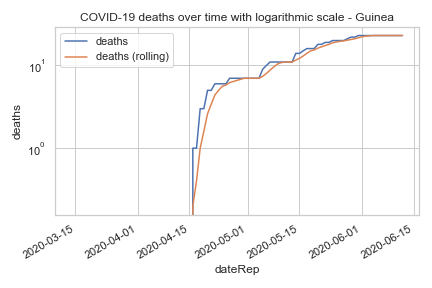 COVID-19 deaths over time with logarithmic scale - Guinea
deaths
deaths (rolling)
10¹
10⁰
deaths
2020-03-15
2020-04-01
2020-04-15
2020-05-01
2020-05-15
2020-06-01
2020-06-15
dateRep